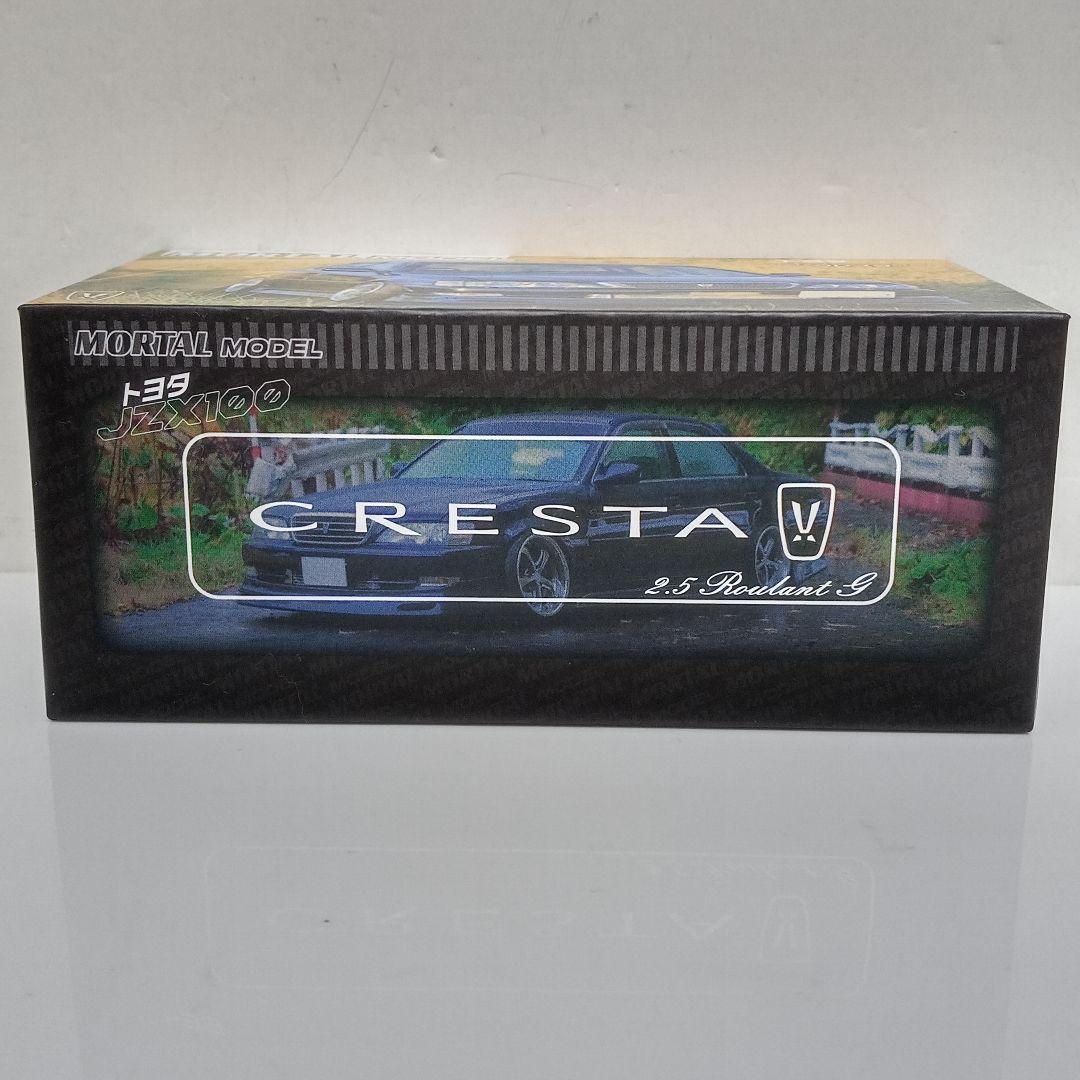 MORTAL MODEL
トヨタ
JZX100
CRESTA
2.5 Roulant G